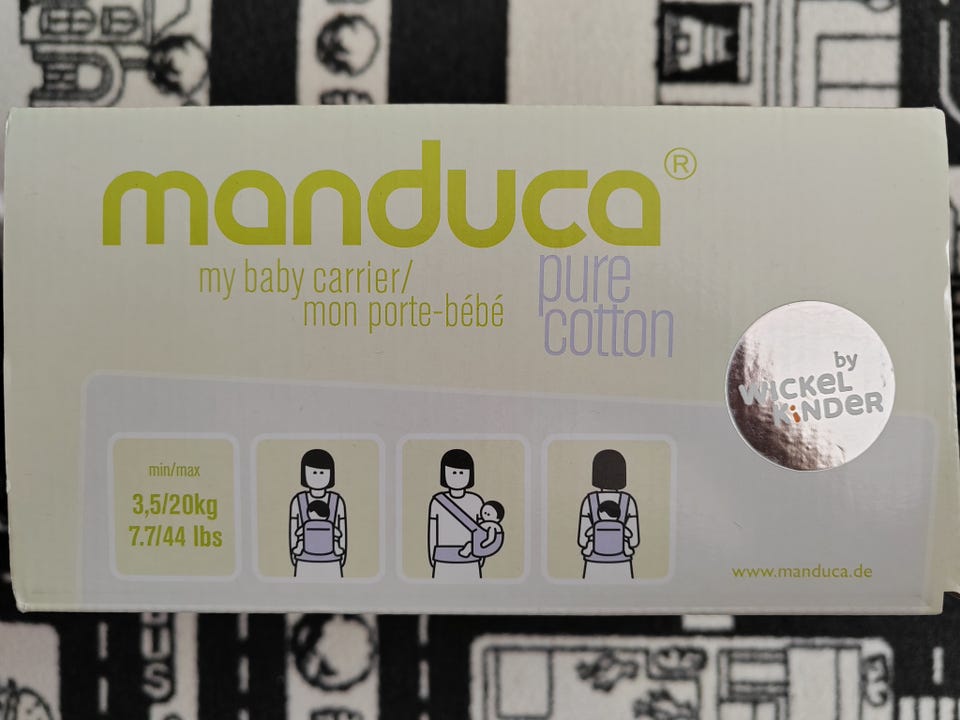 manduca®
my baby carrier/
mon porte-bébé
pure
cotton
by
WICKEL
KiNDER
min/max
3,5/20kg
7.7/44 lbs
www.manduca.de
BUS